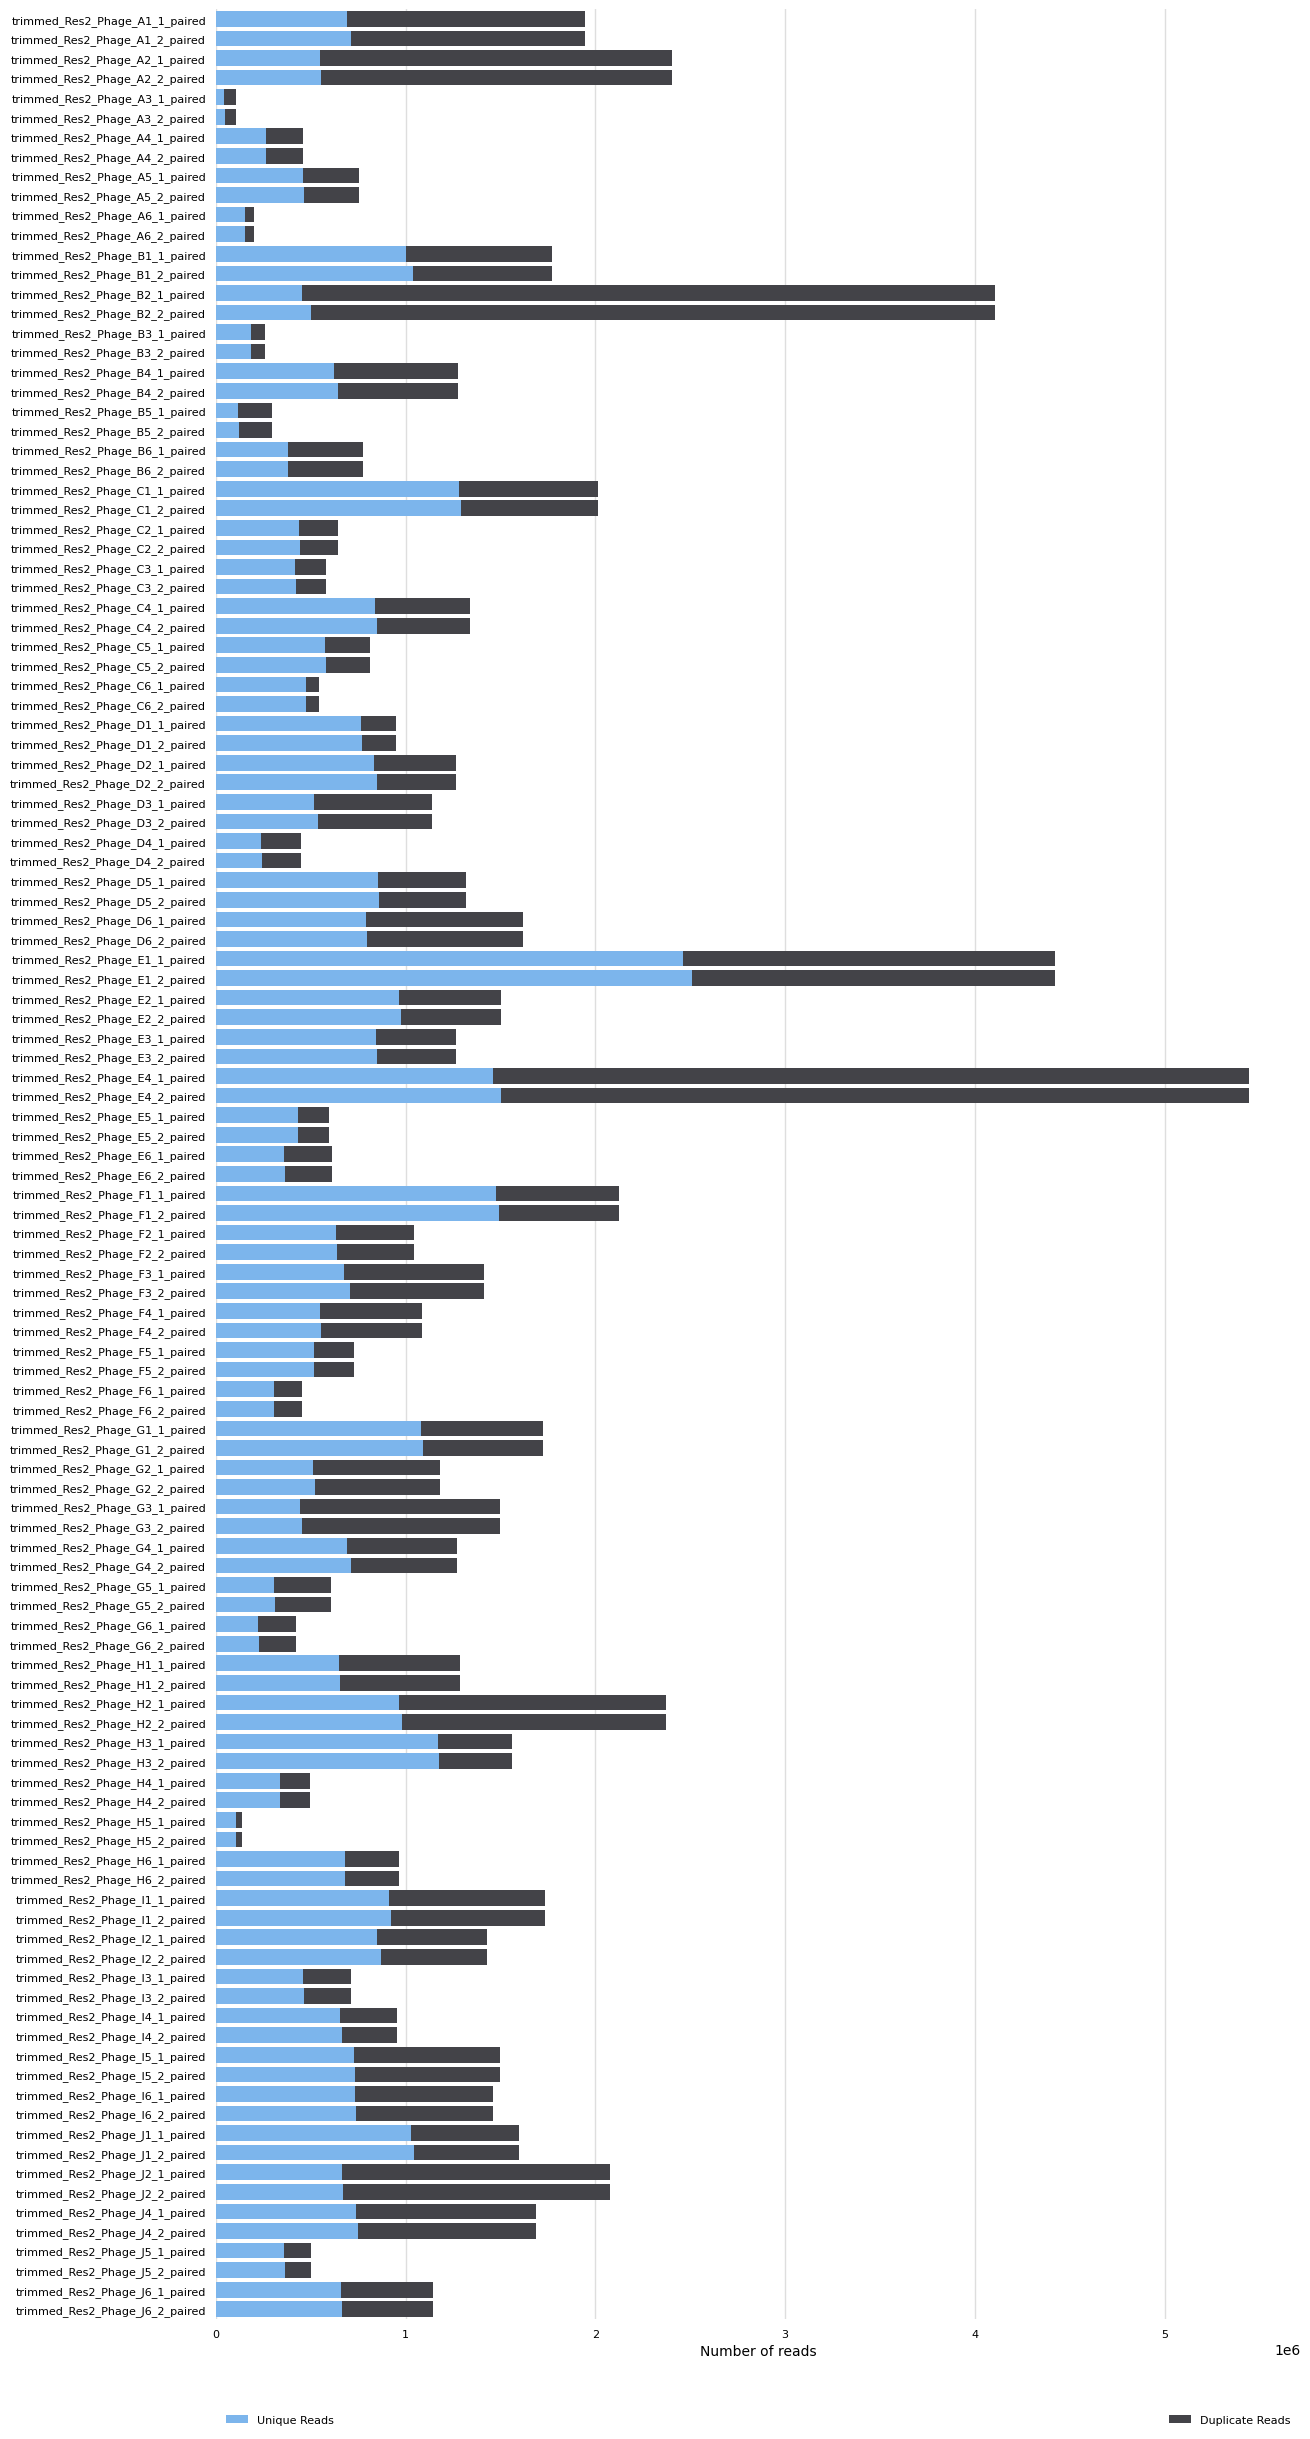 trimmed_Res2_Phage_A1_1_paired
trimmed_Res2_Phage_A1_2_paired
trimmed_Res2_Phage_A2_1_paired
trimmed_Res2_Phage_A2_2_paired
trimmed_Res2_Phage_A3_1_paired
trimmed_Res2_Phage_A3_2_paired
trimmed_Res2_Phage_A4_1_paired
trimmed_Res2_Phage_A4_2_paired
trimmed_Res2_Phage_A5_1_paired
trimmed_Res2_Phage_A5_2_paired
trimmed_Res2_Phage_A6_1_paired
trimmed_Res2_Phage_A6_2_paired
trimmed_Res2_Phage_B1_1_paired
trimmed_Res2_Phage_B1_2_paired
trimmed_Res2_Phage_B2_1_paired
trimmed_Res2_Phage_B2_2_paired
trimmed_Res2_Phage_B3_1_paired
trimmed_Res2_Phage_B3_2_paired
trimmed_Res2_Phage_B4_1_paired
trimmed_Res2_Phage_B4_2_paired
trimmed_Res2_Phage_B5_1_paired
trimmed_Res2_Phage_B5_2_paired
trimmed_Res2_Phage_B6_1_paired
trimmed_Res2_Phage_B6_2_paired
trimmed_Res2_Phage_C1_1_paired
trimmed_Res2_Phage_C1_2_paired
trimmed_Res2_Phage_C2_1_paired
trimmed_Res2_Phage_C2_2_paired
trimmed_Res2_Phage_C3_1_paired
trimmed_Res2_Phage_C3_2_paired
trimmed_Res2_Phage_C4_1_paired
trimmed_Res2_Phage_C4_2_paired
trimmed_Res2_Phage_C5_1_paired
trimmed_Res2_Phage_C5_2_paired
trimmed_Res2_Phage_C6_1_paired
trimmed_Res2_Phage_C6_2_paired
trimmed_Res2_Phage_D1_1_paired
trimmed_Res2_Phage_D1_2_paired
trimmed_Res2_Phage_D2_1_paired
trimmed_Res2_Phage_D2_2_paired
trimmed_Res2_Phage_D3_1_paired
trimmed_Res2_Phage_D3_2_paired
trimmed_Res2_Phage_D4_1_paired
trimmed_Res2_Phage_D4_2_paired
trimmed_Res2_Phage_D5_1_paired
trimmed_Res2_Phage_D5_2_paired
trimmed_Res2_Phage_D6_1_paired
trimmed_Res2_Phage_D6_2_paired
trimmed_Res2_Phage_E1_1_paired
trimmed_Res2_Phage_E1_2_paired
trimmed_Res2_Phage_E2_1_paired
trimmed_Res2_Phage_E2_2_paired
trimmed_Res2_Phage_E3_1_paired
trimmed_Res2_Phage_E3_2_paired
trimmed_Res2_Phage_E4_1_paired
trimmed_Res2_Phage_E4_2_paired
trimmed_Res2_Phage_E5_1_paired
trimmed_Res2_Phage_E5_2_paired
trimmed_Res2_Phage_E6_1_paired
trimmed_Res2_Phage_E6_2_paired
trimmed_Res2_Phage_F1_1_paired
trimmed_Res2_Phage_F1_2_paired
trimmed_Res2_Phage_F2_1_paired
trimmed_Res2_Phage_F2_2_paired
trimmed_Res2_Phage_F3_1_paired
trimmed_Res2_Phage_F3_2_paired
trimmed_Res2_Phage_F4_1_paired
trimmed_Res2_Phage_F4_2_paired
trimmed_Res2_Phage_F5_1_paired
trimmed_Res2_Phage_F5_2_paired
trimmed_Res2_Phage_F6_1_paired
trimmed_Res2_Phage_F6_2_paired
trimmed_Res2_Phage_G1_1_paired
trimmed_Res2_Phage_G1_2_paired
trimmed_Res2_Phage_G2_1_paired
trimmed_Res2_Phage_G2_2_paired
trimmed_Res2_Phage_G3_1_paired
trimmed_Res2_Phage_G3_2_paired
trimmed_Res2_Phage_G4_1_paired
trimmed_Res2_Phage_G4_2_paired
trimmed_Res2_Phage_G5_1_paired
trimmed_Res2_Phage_G5_2_paired
trimmed_Res2_Phage_G6_1_paired
trimmed_Res2_Phage_G6_2_paired
trimmed_Res2_Phage_H1_1_paired
trimmed_Res2_Phage_H1_2_paired
trimmed_Res2_Phage_H2_1_paired
trimmed_Res2_Phage_H2_2_paired
trimmed_Res2_Phage_H3_1_paired
trimmed_Res2_Phage_H3_2_paired
trimmed_Res2_Phage_H4_1_paired
trimmed_Res2_Phage_H4_2_paired
trimmed_Res2_Phage_H5_1_paired
trimmed_Res2_Phage_H5_2_paired
trimmed_Res2_Phage_H6_1_paired
trimmed_Res2_Phage_H6_2_paired
trimmed_Res2_Phage_I1_1_paired
trimmed_Res2_Phage_I1_2_paired
trimmed_Res2_Phage_I2_1_paired
trimmed_Res2_Phage_I2_2_paired
trimmed_Res2_Phage_I3_1_paired
trimmed_Res2_Phage_I3_2_paired
trimmed_Res2_Phage_I4_1_paired
trimmed_Res2_Phage_I4_2_paired
trimmed_Res2_Phage_I5_1_paired
trimmed_Res2_Phage_I5_2_paired
trimmed_Res2_Phage_I6_1_paired
trimmed_Res2_Phage_I6_2_paired
trimmed_Res2_Phage_J1_1_paired
trimmed_Res2_Phage_J1_2_paired
trimmed_Res2_Phage_J2_1_paired
trimmed_Res2_Phage_J2_2_paired
trimmed_Res2_Phage_J4_1_paired
trimmed_Res2_Phage_J4_2_paired
trimmed_Res2_Phage_J5_1_paired
trimmed_Res2_Phage_J5_2_paired
trimmed_Res2_Phage_J6_1_paired
trimmed_Res2_Phage_J6_2_paired
0 1 2 3 4 5
Number of reads
1e6
Unique Reads
Duplicate Reads